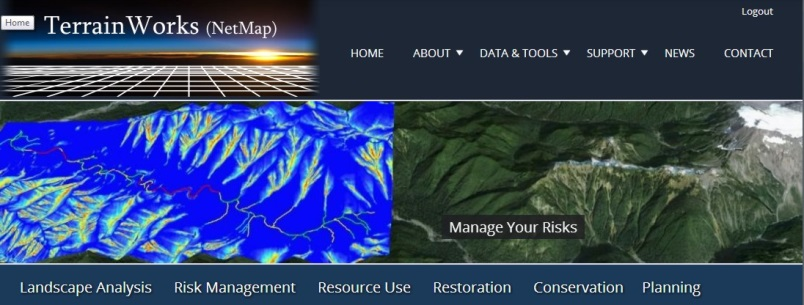 Logout
Home
TerrainWorks (NetMap)
HOME ABOUT DATA & TOOLS SUPPORT NEWS CONTACT
Manage Your Risks
Landscape Analysis Risk Management Resource Use Restoration Conservation Planning